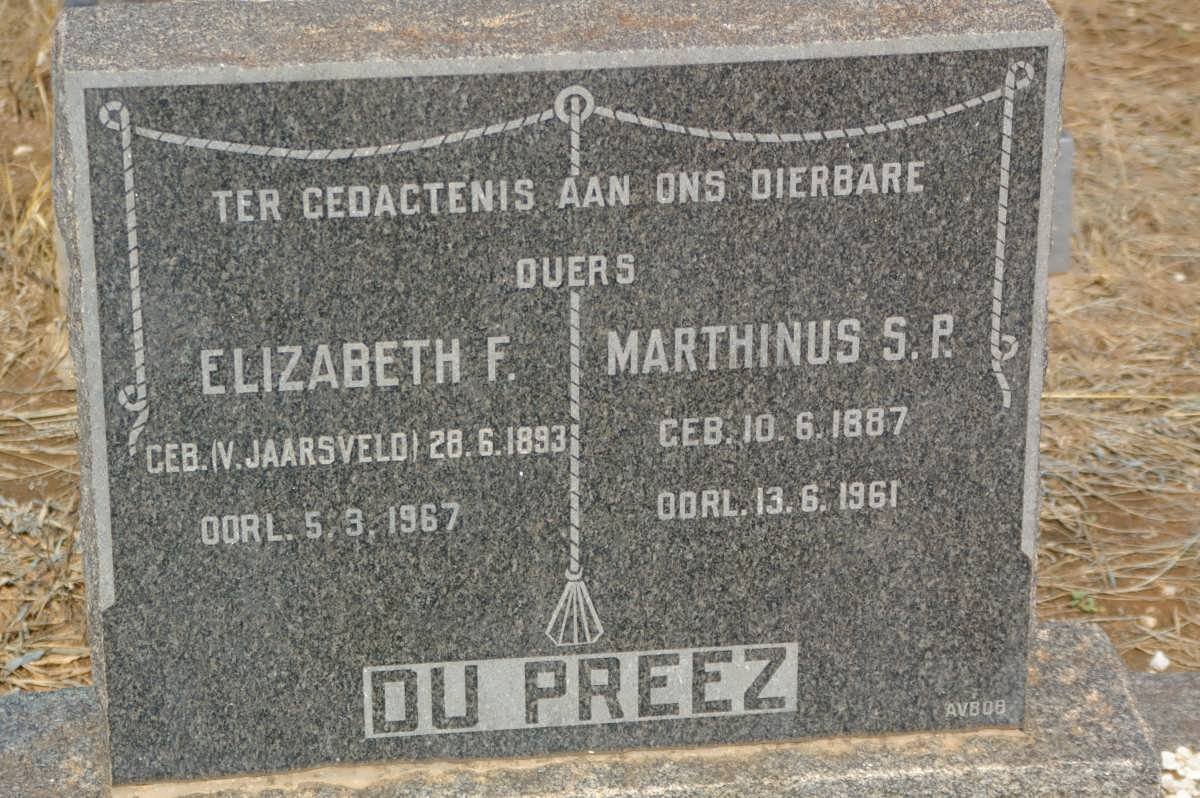 TER GEDACTENIS AAN ONS DIERBARE
OUERS
ELIZABETH F.
GEB.(V.JAARSVELD) 28.6.1893
OORL. 5.3.1967
MARTHINUS S.P.
GEB. 10.6.1887
OORL. 13.6.1961
DU PREEZ
AVBOB